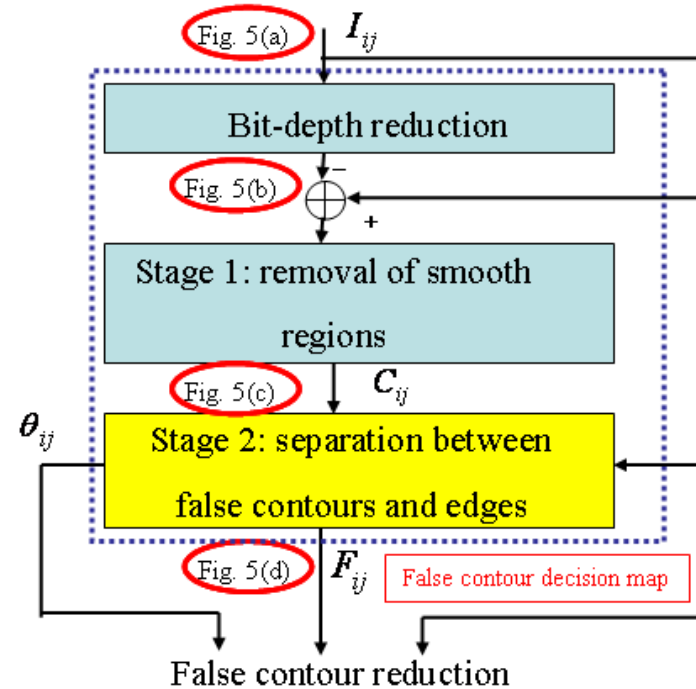 Fig. 5(a)
I_ij
Bit-depth reduction
Fig. 5(b)
−
+
Stage 1: removal of smooth
regions
Fig. 5(c)
C_ij
θ_ij
Stage 2: separation between
false contours and edges
Fig. 5(d)
F_ij
False contour decision map
False contour reduction